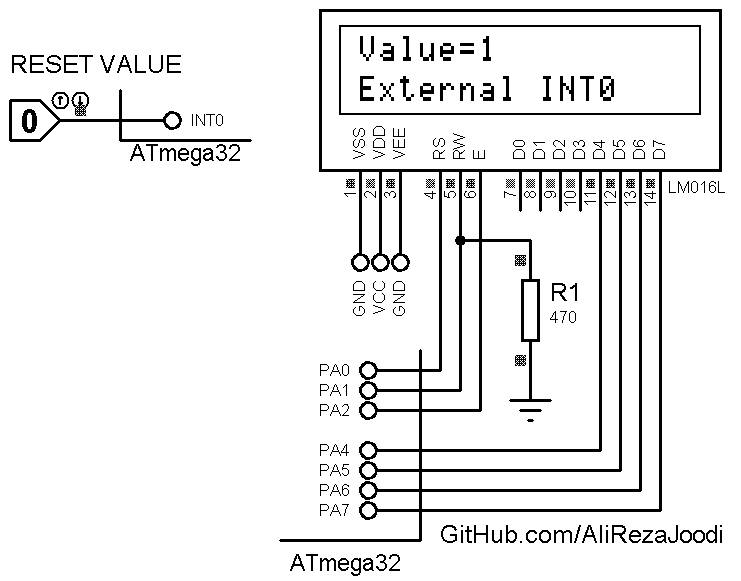 RESET VALUE
0
INT0
ATmega32
Value=1
External INT0
VSS
VDD
VEE
RS
RW
E
D0
D1
D2
D3
D4
D5
D6
D7
1
2
3
4
5
6
7
8
9
10
11
12
13
14
LM016L
GND
VCC
GND
R1
470
PA0
PA1
PA2
PA4
PA5
PA6
PA7
GitHub.com/AliRezaJoodi
ATmega32